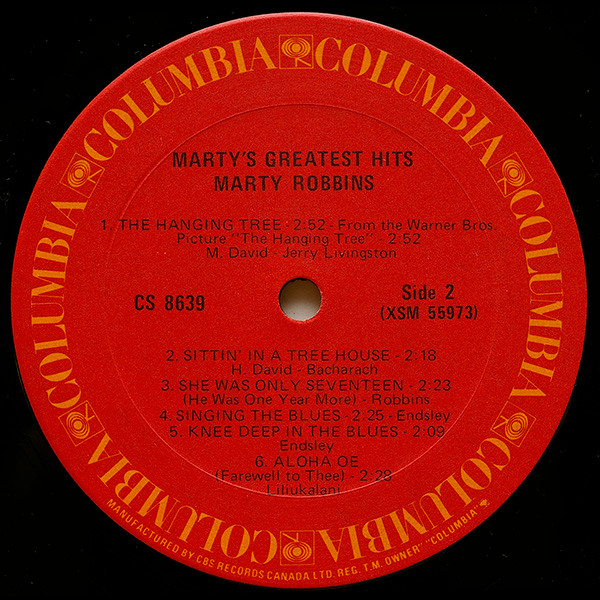 COLUMBIA COLUMBIA COLUMBIA COLUMBIA COLUMBIA COLUMBIA COLUMBIA COLUMBIA
MARTY'S GREATEST HITS
MARTY ROBBINS
1. THE HANGING TREE - 2:52 - From the Warner Bros.
Picture "The Hanging Tree" - 2:52
M. David - Jerry Livingston
CS 8639
Side 2
(XSM 55973)
2. SITTIN' IN A TREE HOUSE - 2:18
H. David - Bacharach
3. SHE WAS ONLY SEVENTEEN - 2:23
(He Was One Year More) - Robbins
4. SINGING THE BLUES - 2:25 - Endsley
5. KNEE DEEP IN THE BLUES - 2:09
Endsley
6. ALOHA OE
(Farewell to Thee) - 2:28
Liliukalani
MANUFACTURED BY CBS RECORDS CANADA LTD. REG. T.M. OWNER "COLUMBIA"